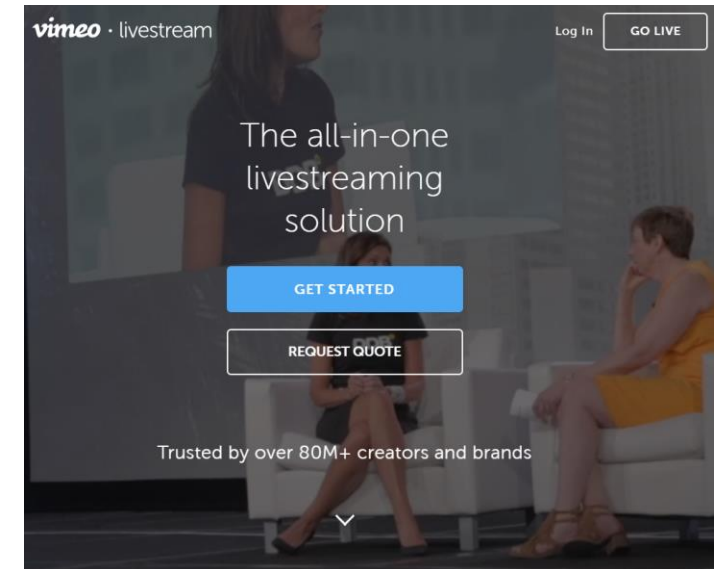 vimeo · livestream
Log In
GO LIVE
The all-in-one
livestreaming
solution
GET STARTED
REQUEST QUOTE
Trusted by over 80M+ creators and brands